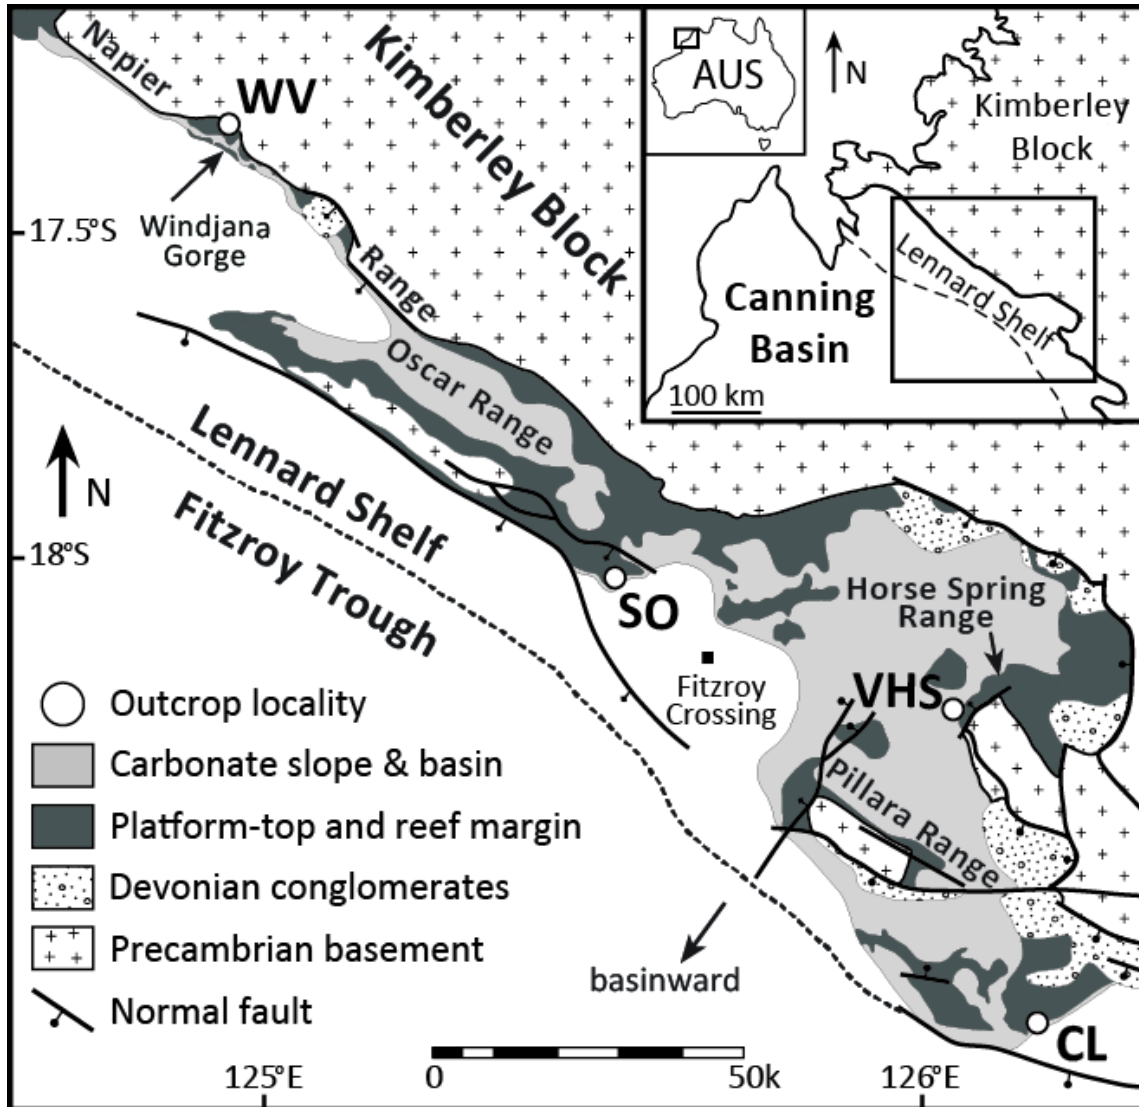 Napier
WV
Kimberley Block
AUS
N
Kimberley
Block
Windjana
Gorge
17.5°S
Range
Lennard Shelf
Canning
Basin
100 km
Oscar Range
Lennard Shelf
N
Fitzroy Trough
18°S
SO
Horse Spring
Range
Fitzroy
Crossing
VHS
Outcrop locality
Carbonate slope & basin
Pillara Range
Platform-top and reef margin
Devonian conglomerates
Precambrian basement
basinward
Normal fault
CL
125°E
0
50k
126°E